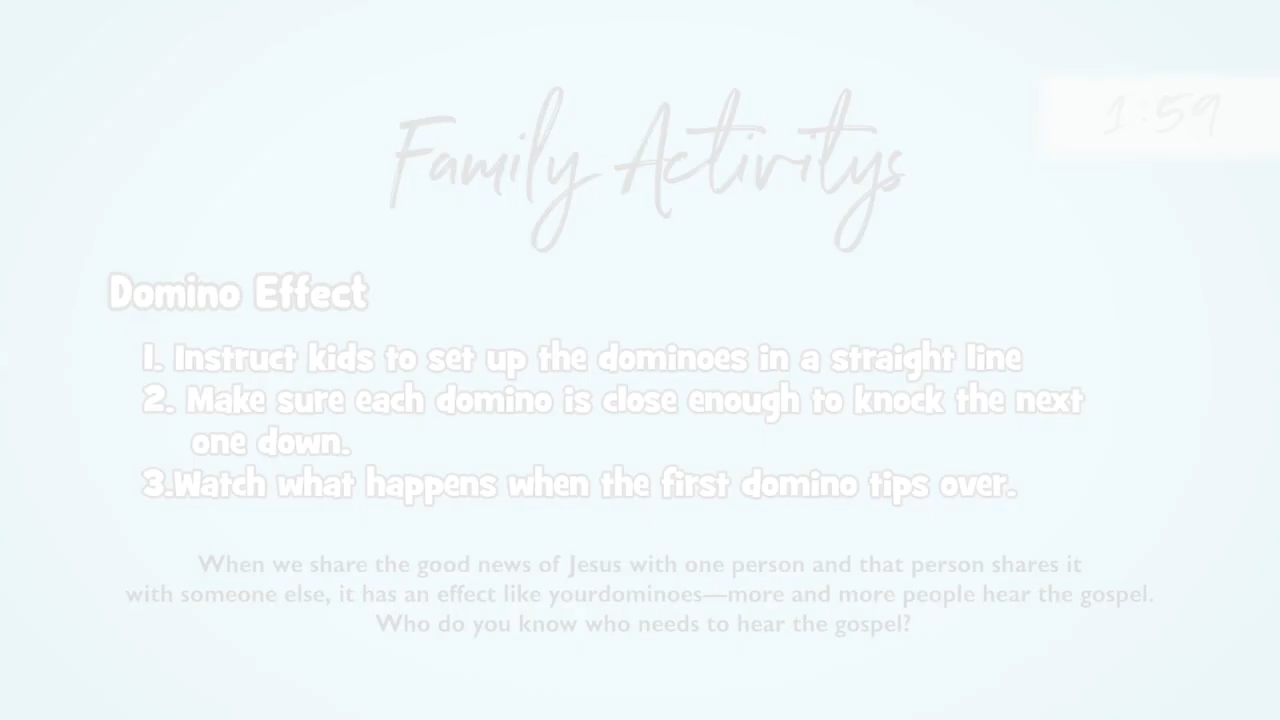 1:59
Family Activitys
Domino Effect
1. Instruct kids to set up the dominoes in a straight line
2. Make sure each domino is close enough to knock the next
one down.
3.Watch what happens when the first domino tips over.
When we share the good news of Jesus with one person and that person shares it
with someone else, it has an effect like yourdominoes—more and more people hear the gospel.
Who do you know who needs to hear the gospel?